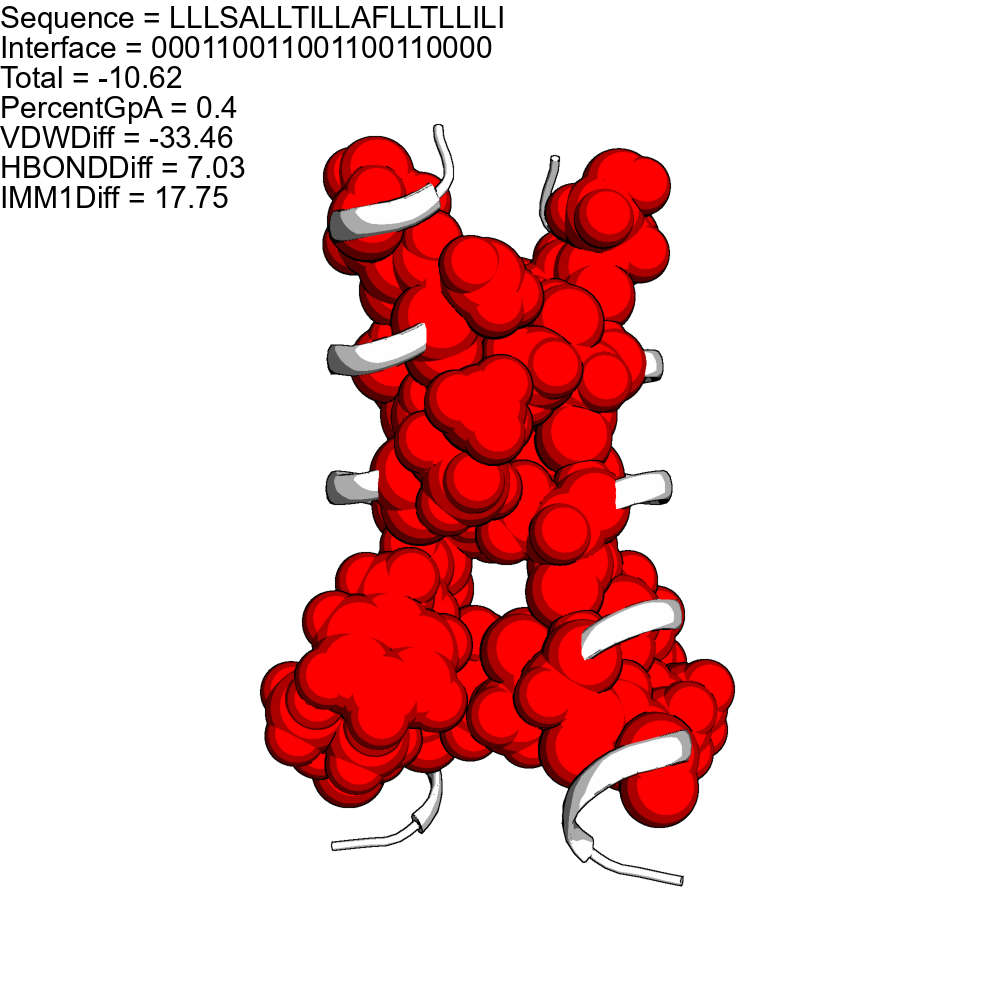 Sequence = LLLSALLTILLAFLLTLLILI
Interface = 000110011001100110000
Total = -10.62
PercentGpA = 0.4
VDWDiff = -33.46
HBONDDiff = 7.03
IMM1Diff = 17.75